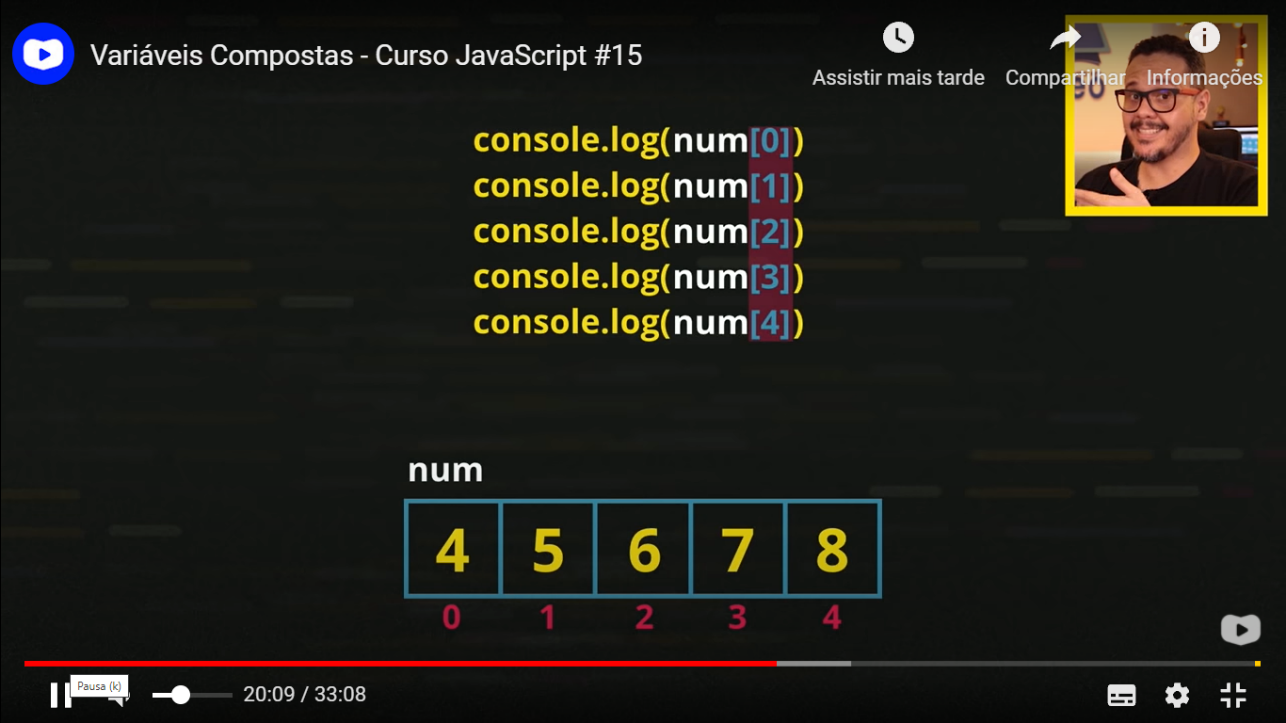 Variáveis Compostas - Curso JavaScript #15
Assistir mais tarde
Compartilhar
Informações
console.log(num[0])
console.log(num[1])
console.log(num[2])
console.log(num[3])
console.log(num[4])
num
4 5 6 7 8
0 1 2 3 4
Pausa (k)
20:09 / 33:08